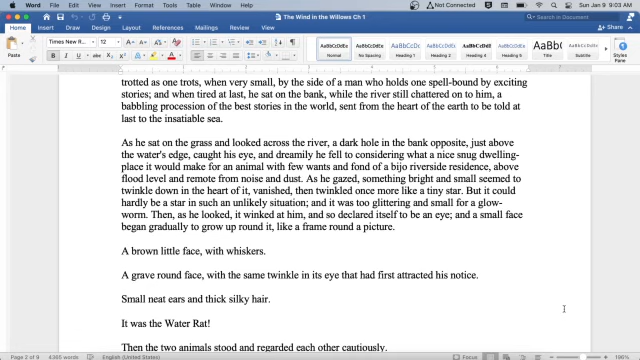 Word File Edit View Insert Format Tools Table Window Help Not Connected 100% Sun Jan 9 9:03 AM
The Wind in the Willows Ch 1 Search in Document
Home Insert Draw Design Layout References Mailings Review View Share
Paste Times New R... 12 AaBbCcDdEe AaBbCcDdEe AaBbCcDdEe AaBbCcDdEe AaBbCcDdEe AaBbC AaBbCcDdEe Styles
Normal Heading 1 Heading 2 Heading 3 Heading 4 Title Subtitle Pane
trotted as one trots, when very small, by the side of a man who holds one spell-bound by exciting
stories; and when tired at last, he sat on the bank, while the river still chattered on to him, a
babbling procession of the best stories in the world, sent from the heart of the earth to be told at
last to the insatiable sea.
As he sat on the grass and looked across the river, a dark hole in the bank opposite, just above
the water's edge, caught his eye, and dreamily he fell to considering what a nice snug dwelling-
place it would make for an animal with few wants and fond of a bijo riverside residence, above
flood level and remote from noise and dust. As he gazed, something bright and small seemed to
twinkle down in the heart of it, vanished, then twinkled once more like a tiny star. But it could
hardly be a star in such an unlikely situation; and it was too glittering and small for a glow-
worm. Then, as he looked, it winked at him, and so declared itself to be an eye; and a small face
began gradually to grow up round it, like a frame round a picture.
A brown little face, with whiskers.
A grave round face, with the same twinkle in its eye that had first attracted his notice.
Small neat ears and thick silky hair.
It was the Water Rat!
Then the two animals stood and regarded each other cautiously.
Page 2 of 9 4365 words English (United States) Focus 196%